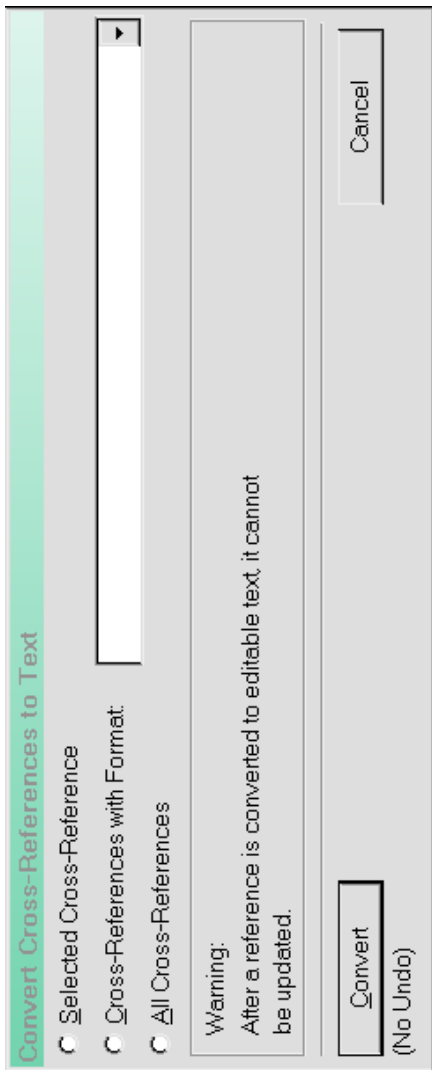 Convert Cross-References to Text
Selected Cross-Reference
Cross-References with Format:
All Cross-References
Warning:
After a reference is converted to editable text, it cannot
be updated.
Convert
Cancel
(No Undo)